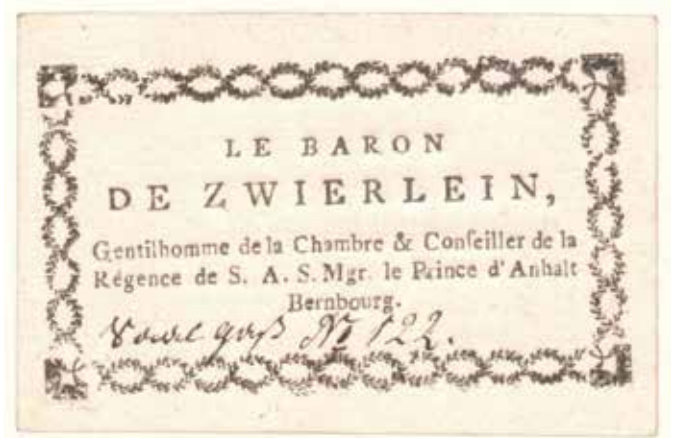 LE BARON
DE ZWIERLEIN,
Gentilhomme de la Chambre & Conſeiller de la
Régence de S. A. S. Mgr. le Prince d'Anhalt
Bernbourg.
No 122.